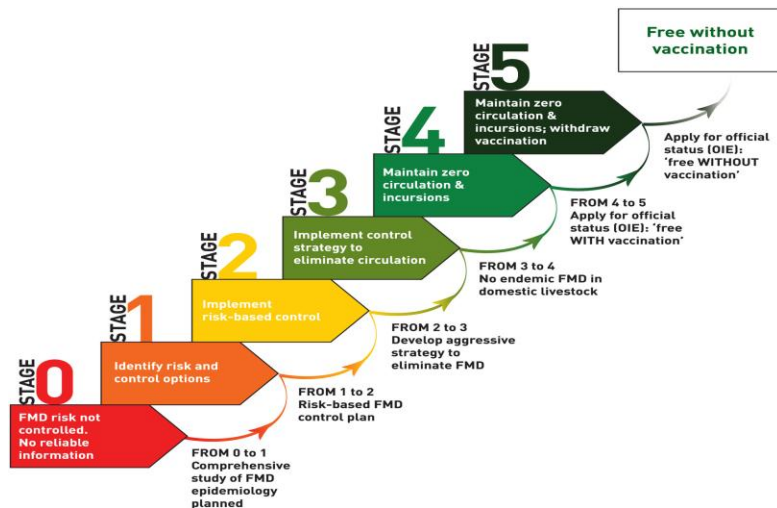 Free without
vaccination
STAGE
5
Maintain zero
circulation &
incursions; withdraw
vaccination
Apply for official
status (OIE):
‘free WITHOUT
vaccination’
STAGE
4
Maintain zero
circulation &
incursions
FROM 4 to 5
Apply for official
status (OIE): ‘free
WITH vaccination’
STAGE
3
Implement control
strategy to
eliminate circulation
FROM 3 to 4
No endemic FMD in
domestic livestock
STAGE
2
Implement
risk-based control
FROM 2 to 3
Develop aggressive
strategy to
eliminate FMD
STAGE
1
Identify risk and
control options
FROM 1 to 2
Risk-based FMD
control plan
STAGE
0
FMD risk not
controlled.
No reliable
information
FROM 0 to 1
Comprehensive
study of FMD
epidemiology
planned